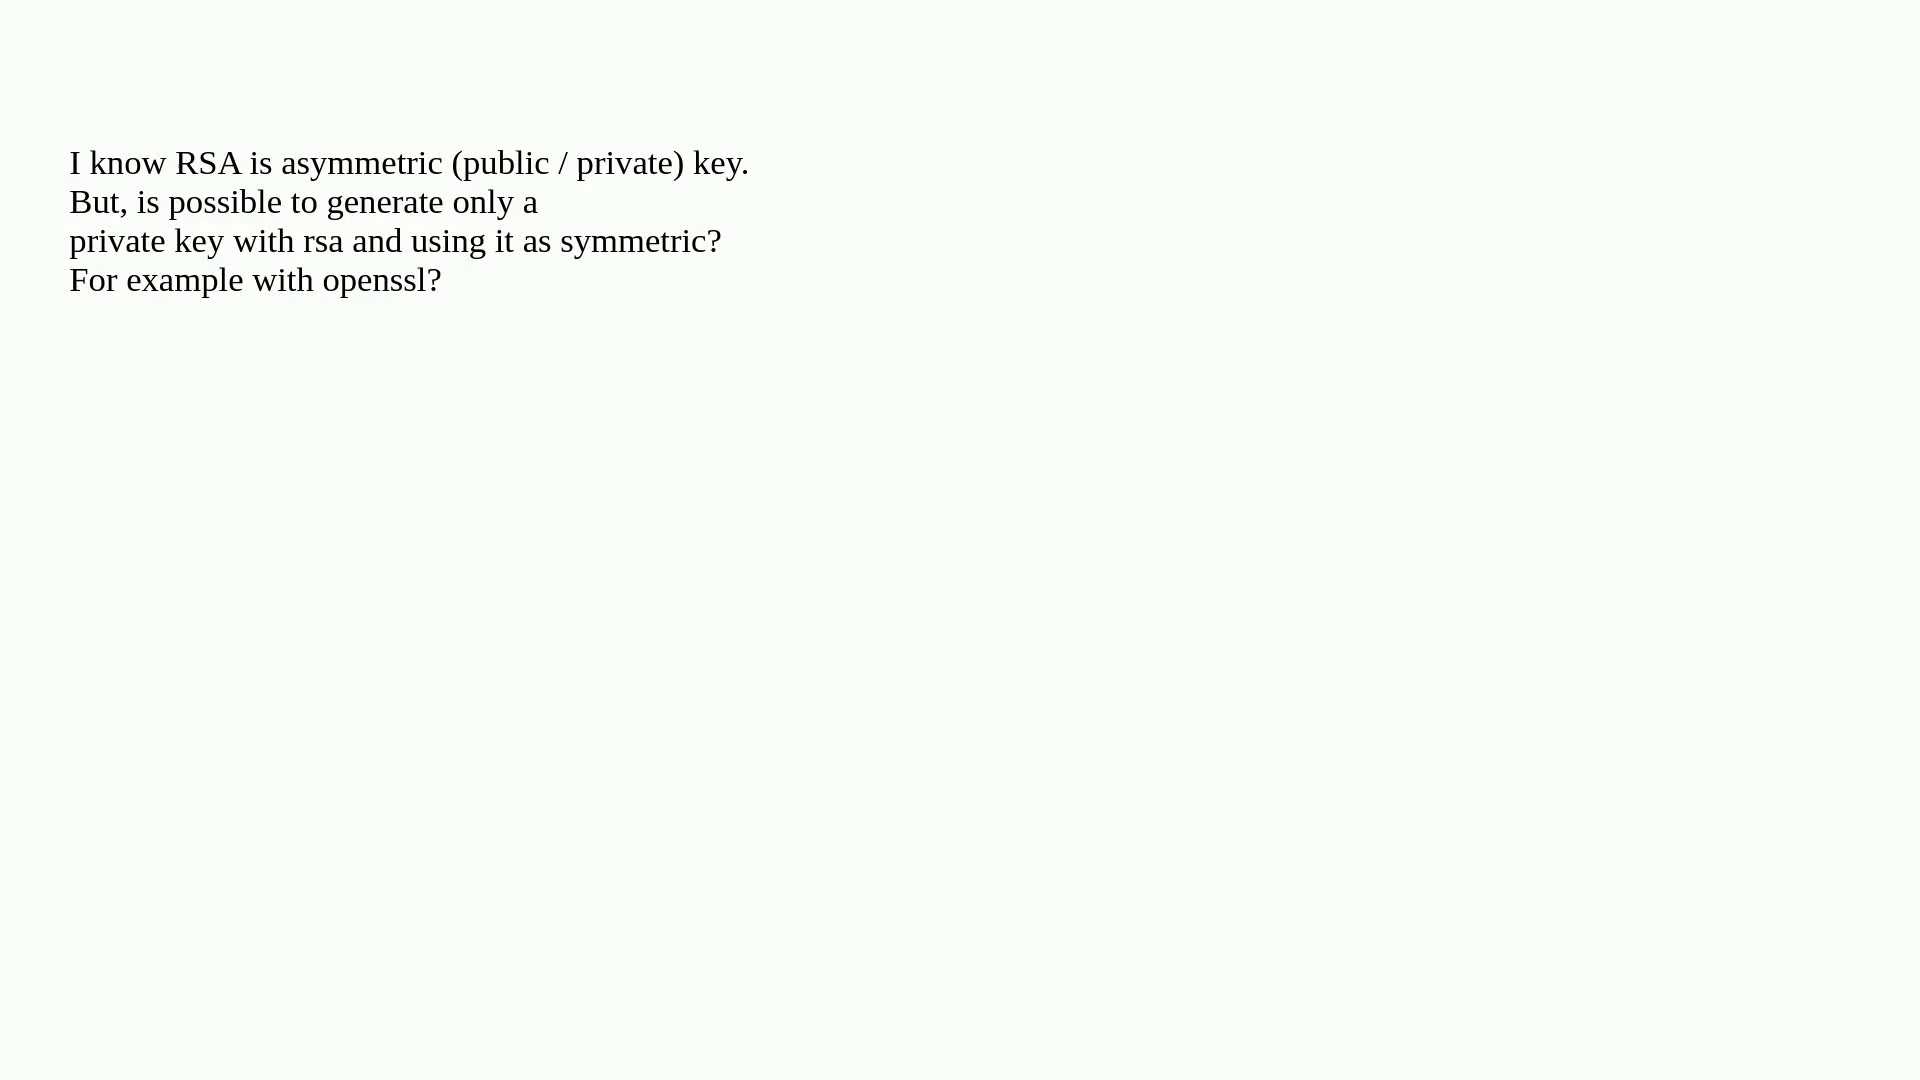 I know RSA is asymmetric (public / private) key.
But, is possible to generate only a
private key with rsa and using it as symmetric?
For example with openssl?